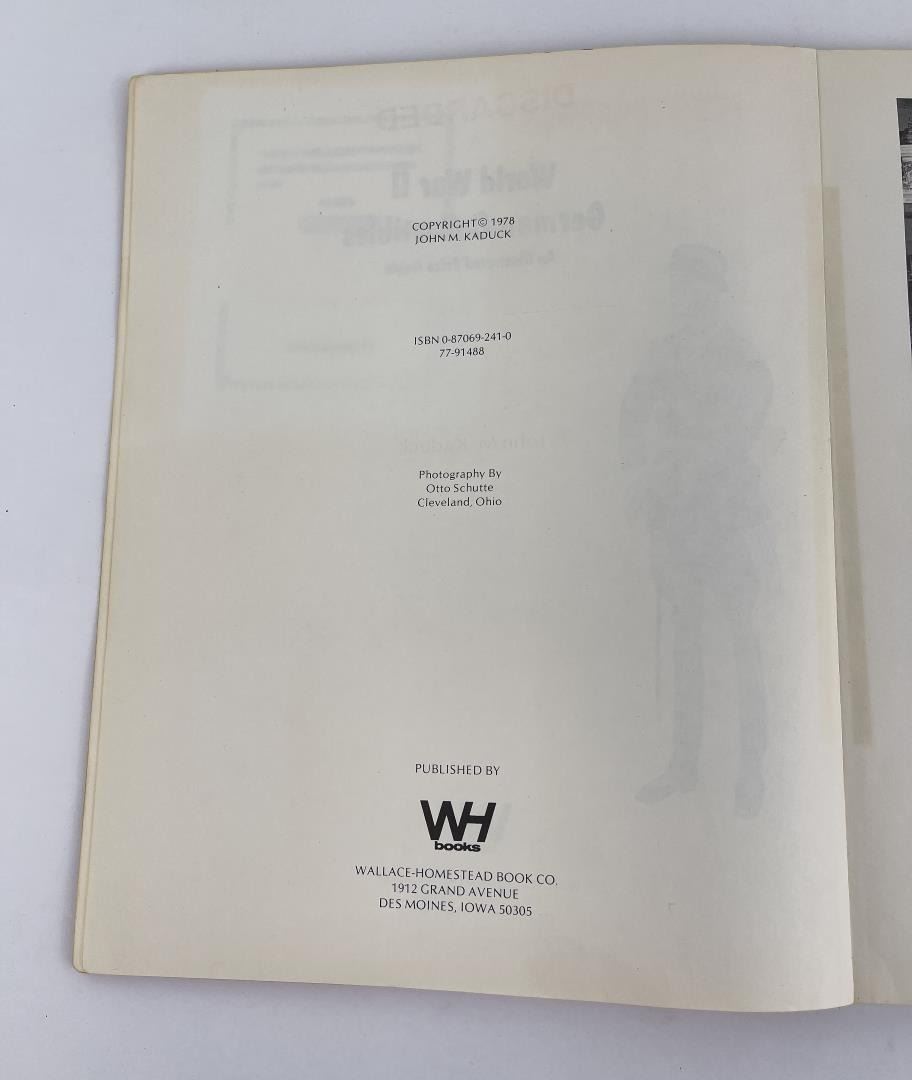 COPYRIGHT© 1978
JOHN M. KADUCK
ISBN 0-87069-241-0
77-91488
Photography By
Otto Schutte
Cleveland, Ohio
PUBLISHED BY
WH
books
WALLACE-HOMESTEAD BOOK CO.
1912 GRAND AVENUE
DES MOINES, IOWA 50305